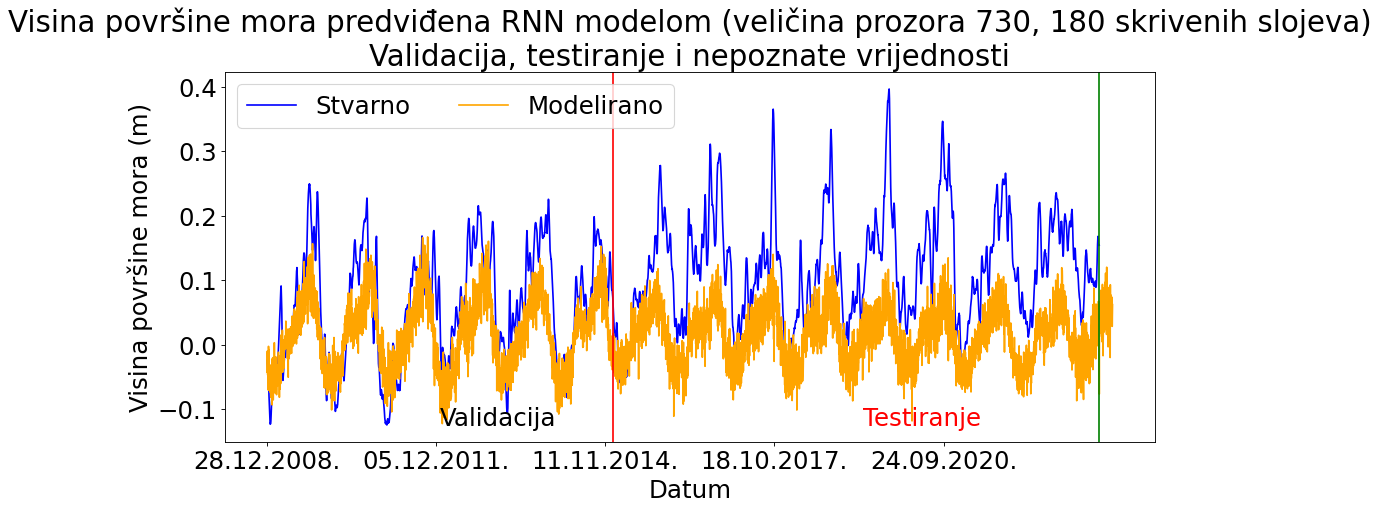 Visina površine mora predviđena RNN modelom (veličina prozora 730, 180 skrivenih slojeva)
Validacija, testiranje i nepoznate vrijednosti
Stvarno
Modelirano
Visina površine mora (m)
0.4
0.3
0.2
0.1
0.0
−0.1
Validacija
Testiranje
28.12.2008.
05.12.2011.
11.11.2014.
18.10.2017.
24.09.2020.
Datum